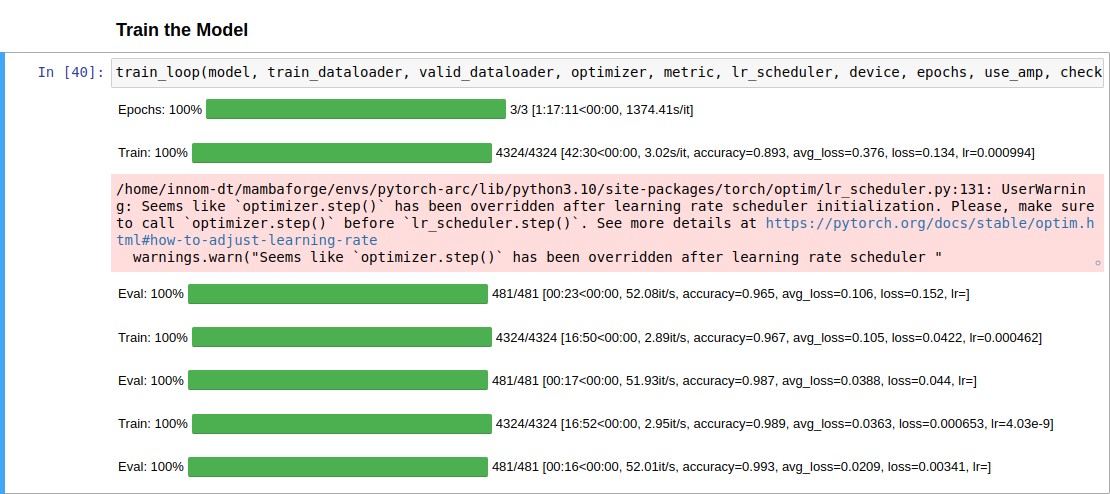 Train the Model
In [40]: train_loop(model, train_dataloader, valid_dataloader, optimizer, metric, lr_scheduler, device, epochs, use_amp, check
Epochs: 100% 3/3 [1:17:11<00:00, 1374.41s/it]
Train: 100% 4324/4324 [42:30<00:00, 3.02s/it, accuracy=0.893, avg_loss=0.376, loss=0.134, lr=0.000994]
/home/innom-dt/mambaforge/envs/pytorch-arc/lib/python3.10/site-packages/torch/optim/lr_scheduler.py:131: UserWarnin
g: Seems like `optimizer.step()` has been overridden after learning rate scheduler initialization. Please, make sure
to call `optimizer.step()` before `lr_scheduler.step()`. See more details at https://pytorch.org/docs/stable/optim.h
tml#how-to-adjust-learning-rate
warnings.warn("Seems like `optimizer.step()` has been overridden after learning rate scheduler "
Eval: 100% 481/481 [00:23<00:00, 52.08it/s, accuracy=0.965, avg_loss=0.106, loss=0.152, lr=]
Train: 100% 4324/4324 [16:50<00:00, 2.89it/s, accuracy=0.967, avg_loss=0.105, loss=0.0422, lr=0.000462]
Eval: 100% 481/481 [00:17<00:00, 51.93it/s, accuracy=0.987, avg_loss=0.0388, loss=0.044, lr=]
Train: 100% 4324/4324 [16:52<00:00, 2.95it/s, accuracy=0.989, avg_loss=0.0363, loss=0.000653, lr=4.03e-9]
Eval: 100% 481/481 [00:16<00:00, 52.01it/s, accuracy=0.993, avg_loss=0.0209, loss=0.00341, lr=]